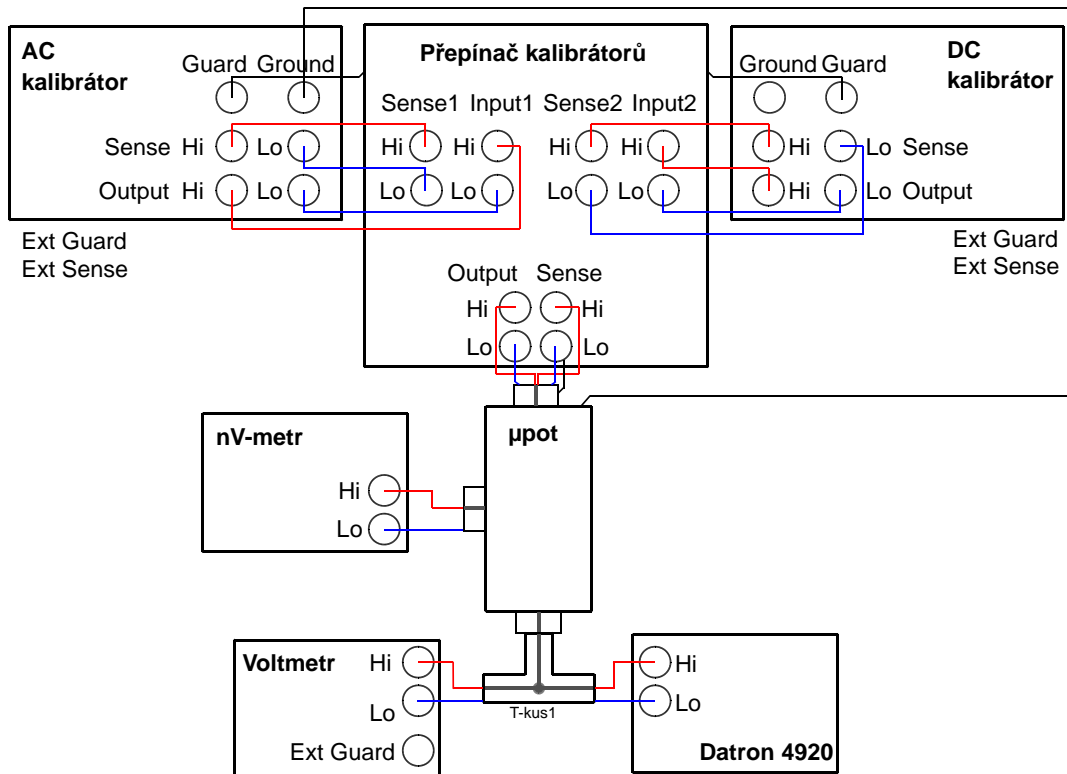 AC
kalibrátor
Guard Ground
Sense Hi Lo
Output Hi Lo
Ext Guard
Ext Sense
Přepínač kalibrátorů
Sense1 Input1 Sense2 Input2
Hi Hi Hi Hi
Lo Lo Lo Lo
Output Sense
Hi Hi
Lo Lo
DC
kalibrátor
Ground Guard
Hi Lo Sense
Hi Lo Output
Ext Guard
Ext Sense
nV-metr
Hi
Lo
µpot
Voltmetr Hi
Lo
Ext Guard
T-kus1
Hi
Lo
Datron 4920